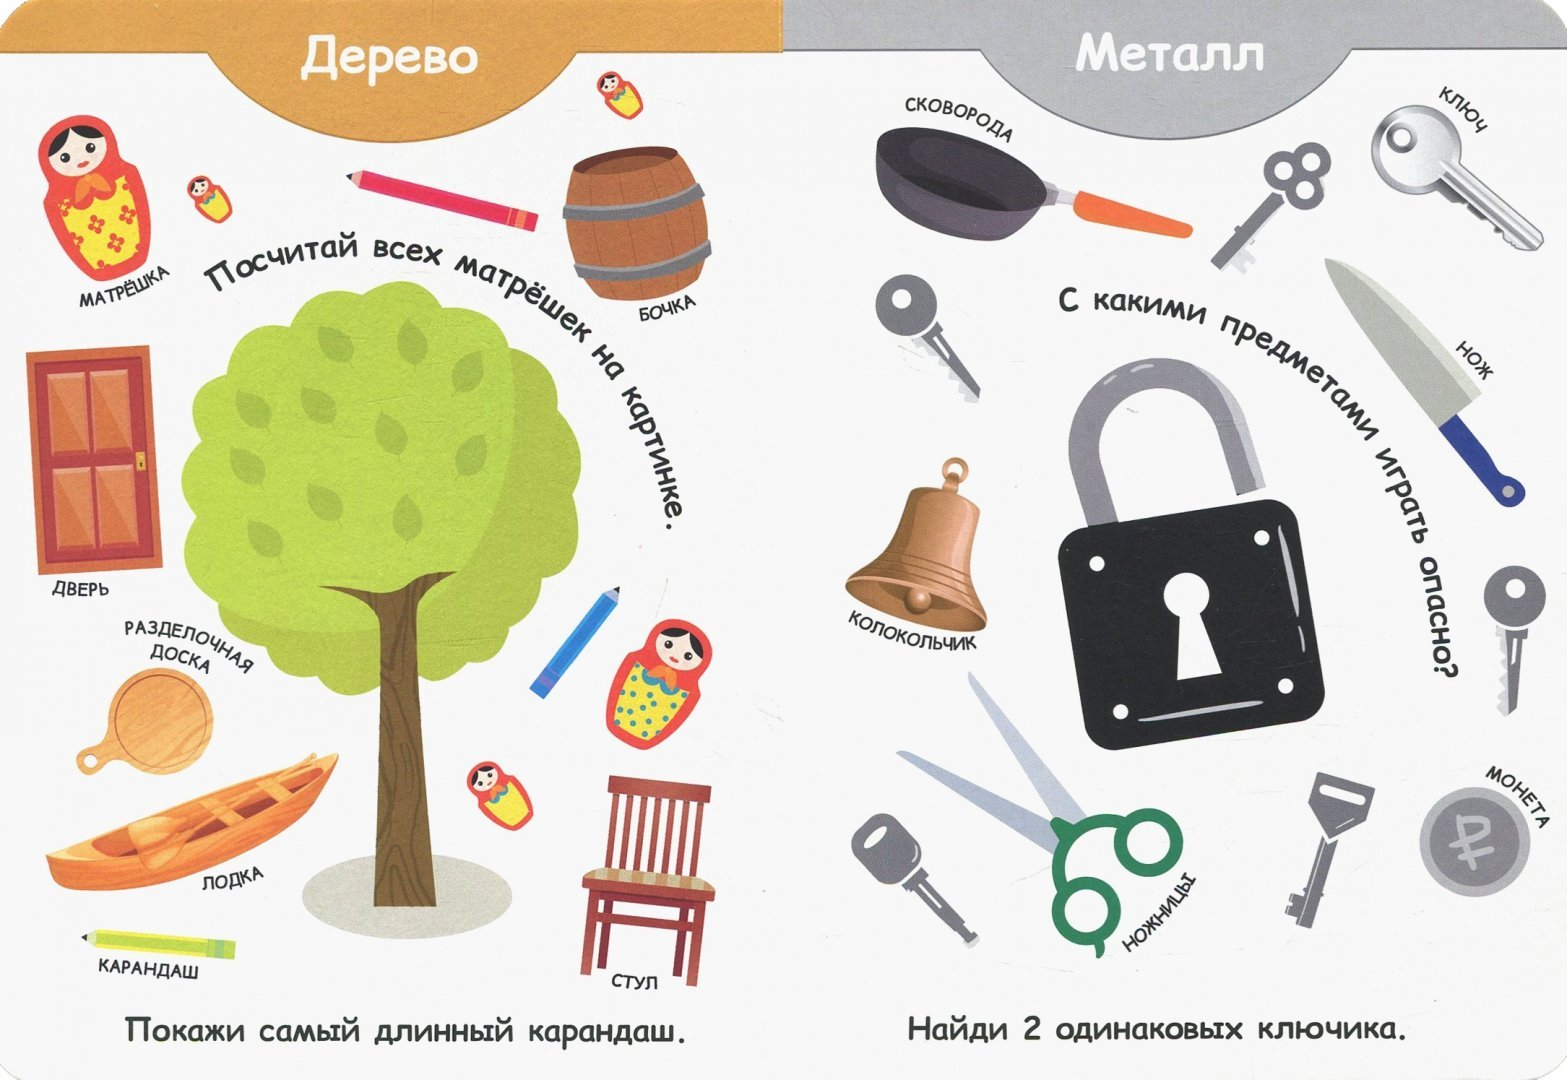 Дерево
МАТРЁШКА
Посчитай всех матрёшек на картинке.
БОЧКА
ДВЕРЬ
РАЗДЕЛОЧНАЯ
ДОСКА
ЛОДКА
КАРАНДАШ
СТУЛ
Покажи самый длинный карандаш.
Металл
СКОВОРОДА
КЛЮЧ
С какими предметами играть опасно?
НОЖ
КОЛОКОЛЬЧИК
МОНЕТА
НОЖНИЦЫ
Найди 2 одинаковых ключика.